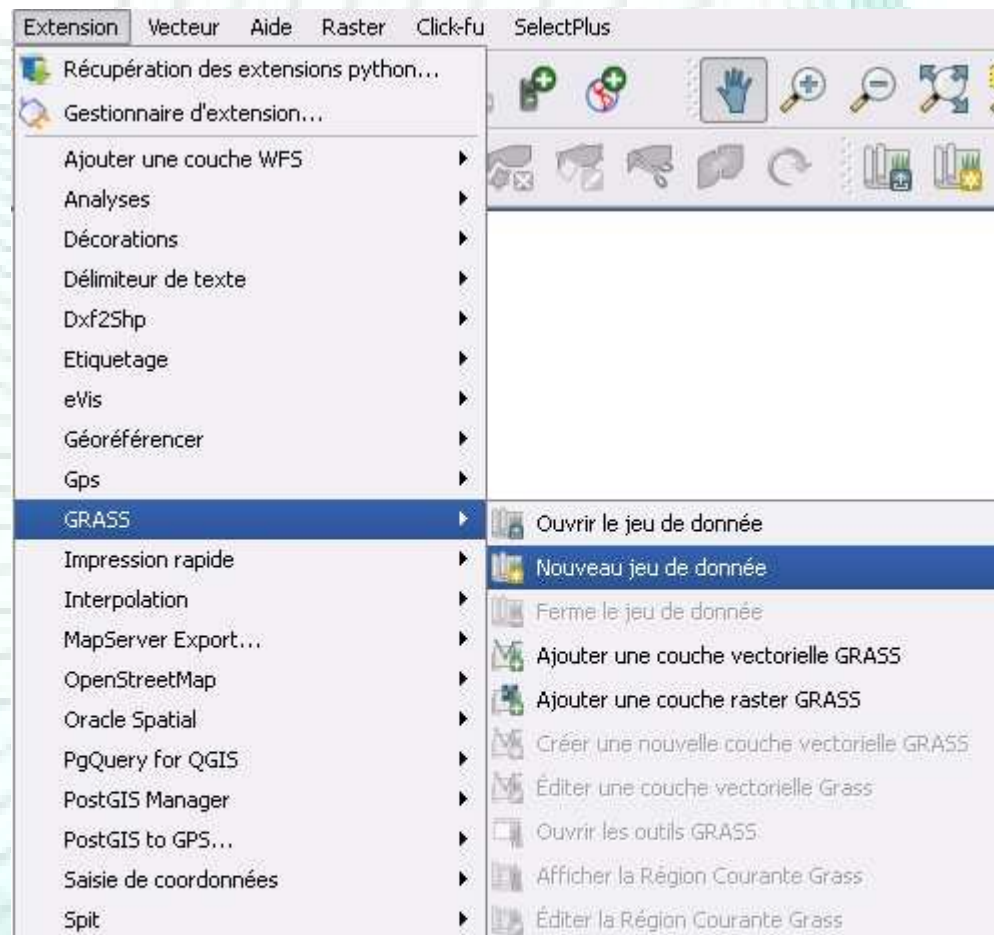 Extension Vecteur Aide Raster Click-fu SelectPlus
Récupération des extensions python...
Gestionnaire d'extension...
Ajouter une couche WFS
Analyses
Décorations
Délimiteur de texte
Dxf2Shp
Etiquetage
eVis
Géoréférencer
Gps
GRASS
Impression rapide
Interpolation
MapServer Export...
OpenStreetMap
Oracle Spatial
PgQuery for QGIS
PostGIS Manager
PostGIS to GPS...
Saisie de coordonnées
Spit
Ouvrir le jeu de donnée
Nouveau jeu de donnée
Ferme le jeu de donnée
Ajouter une couche vectorielle GRASS
Ajouter une couche raster GRASS
Créer une nouvelle couche vectorielle GRASS
Éditer une couche vectorielle Grass
Ouvrir les outils GRASS
Afficher la Région Courante Grass
Éditer la Région Courante Grass